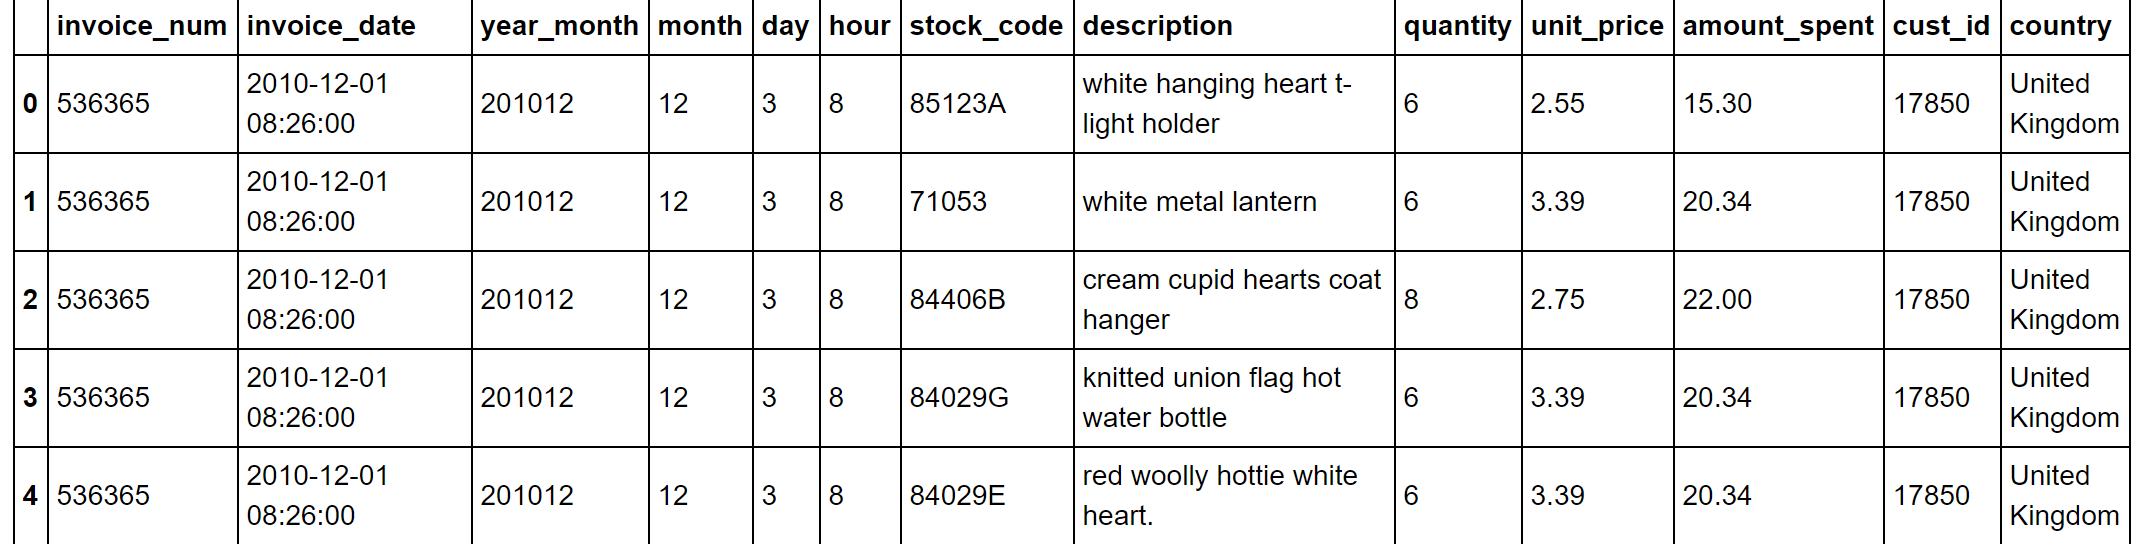 invoice_num invoice_date year_month month day hour stock_code description quantity unit_price amount_spent cust_id country
0 536365 2010-12-01 08:26:00 201012 12 3 8 85123A white hanging heart t-light holder 6 2.55 15.30 17850 United Kingdom
1 536365 2010-12-01 08:26:00 201012 12 3 8 71053 white metal lantern 6 3.39 20.34 17850 United Kingdom
2 536365 2010-12-01 08:26:00 201012 12 3 8 84406B cream cupid hearts coat hanger 8 2.75 22.00 17850 United Kingdom
3 536365 2010-12-01 08:26:00 201012 12 3 8 84029G knitted union flag hot water bottle 6 3.39 20.34 17850 United Kingdom
4 536365 2010-12-01 08:26:00 201012 12 3 8 84029E red woolly hottie white heart. 6 3.39 20.34 17850 United Kingdom